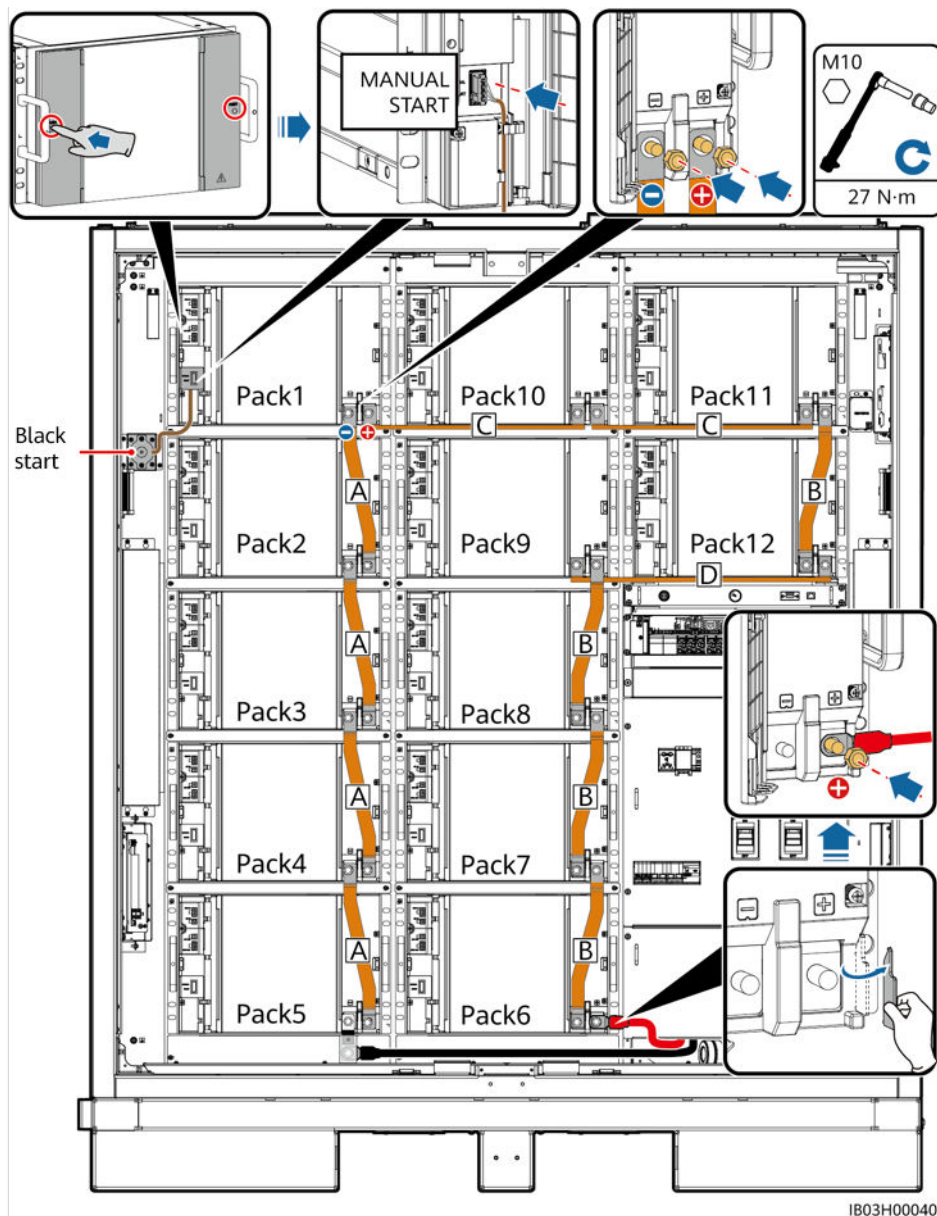 MANUAL
START
M10
27 N·m
Pack1
Pack10
Pack11
C
C
Black
start
A
B
Pack2
Pack9
Pack12
D
A
B
Pack3
Pack8
A
B
Pack4
Pack7
A
B
Pack5
Pack6
IB03H00040